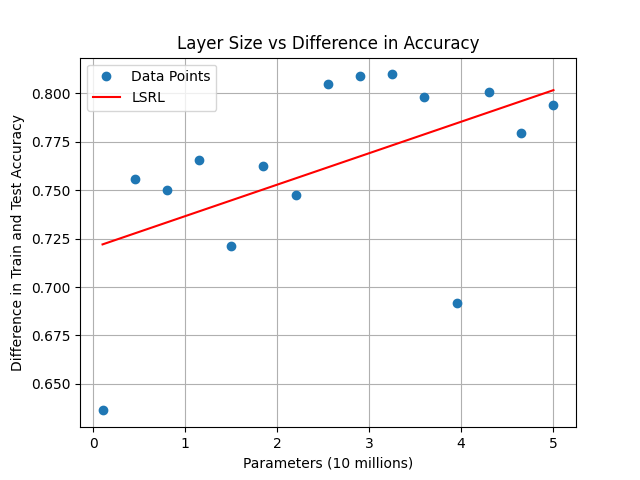 Layer Size vs Difference in Accuracy
Data Points
LSRL
0.800
0.775
0.750
0.725
0.700
0.675
0.650
Difference in Train and Test Accuracy
0 1 2 3 4 5
Parameters (10 millions)